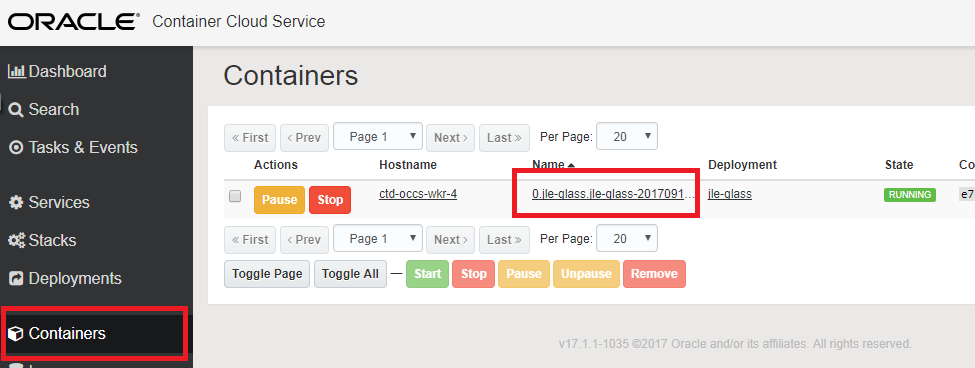 ORACLE® Container Cloud Service
Dashboard
Search
Tasks & Events
Services
Stacks
Deployments
Containers
Containers
« First ‹ Prev Page 1 Next › Last » Per Page: 20
Actions Hostname Name Deployment State Co
Pause Stop ctd-occs-wkr-4 0.jle-glass.jle-glass-2017091... jle-glass RUNNING e7
« First ‹ Prev Page 1 Next › Last » Per Page: 20
Toggle Page Toggle All — Start Stop Pause Unpause Remove
v17.1.1-1035 ©2017 Oracle and/or its affiliates. All rights reserved.